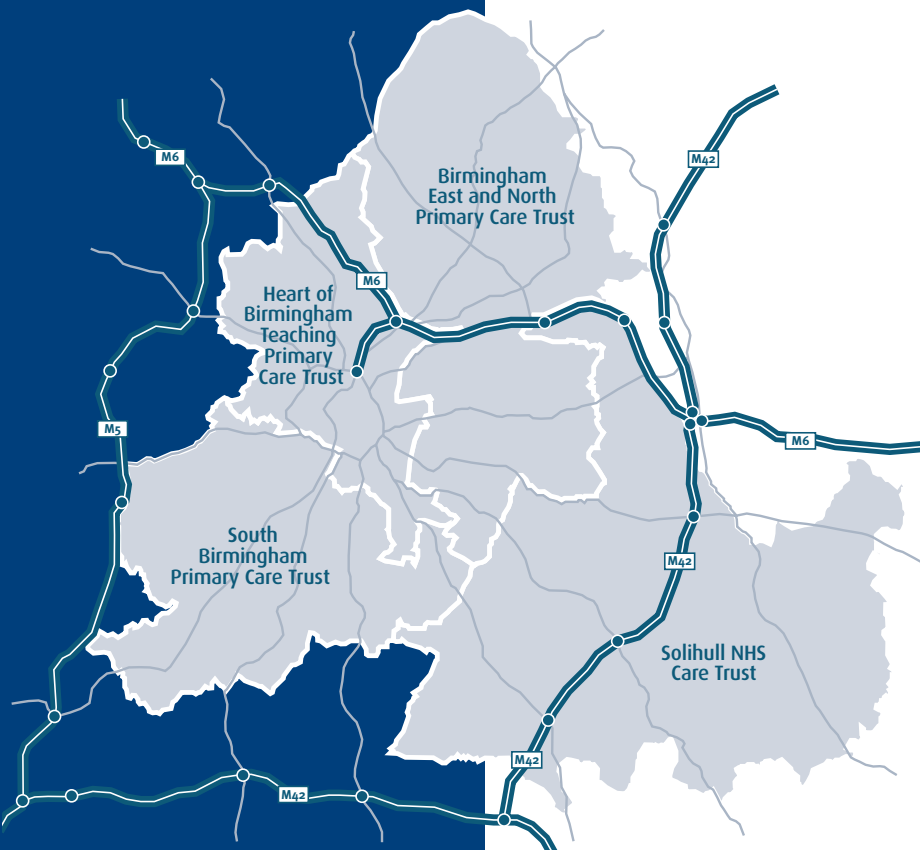 M6
M42
Birmingham
East and North
Primary Care Trust
M6
Heart of
Birmingham
Teaching
Primary
Care Trust
M5
M6
South
Birmingham
Primary Care Trust
M42
Solihull NHS
Care Trust
M42
M42